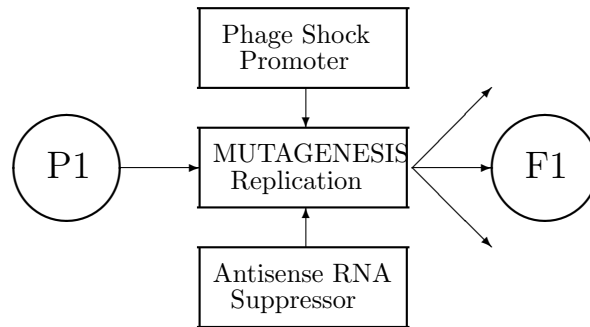 Phage Shock
Promoter
P1
MUTAGENESIS
Replication
F1
Antisense RNA
Suppressor